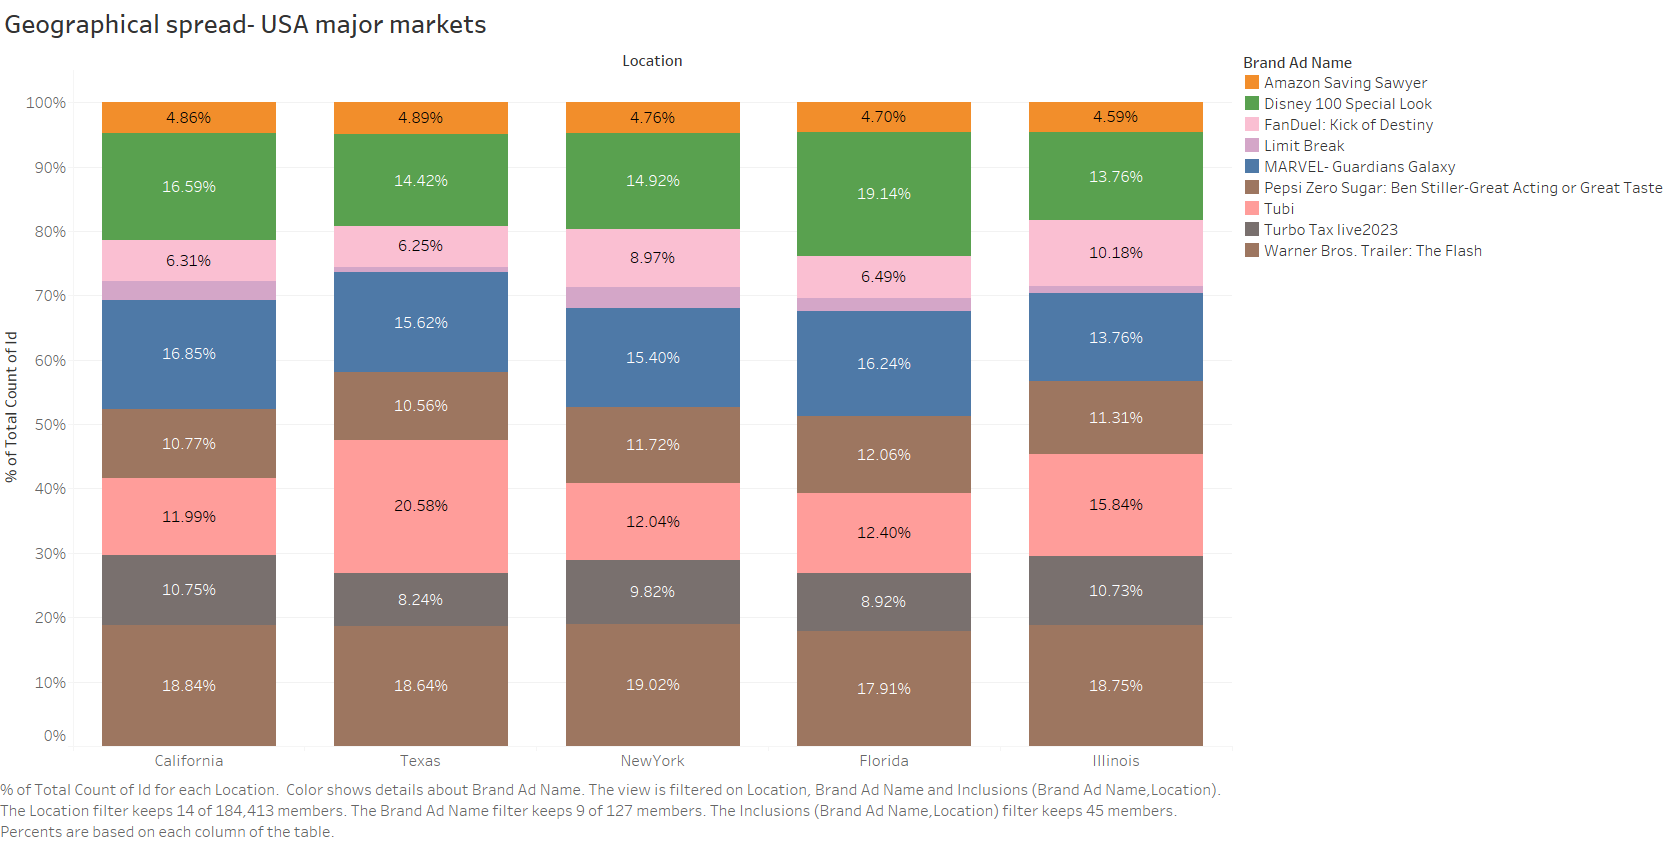 Geographical spread- USA major markets
Location
Brand Ad Name
Amazon Saving Sawyer
Disney 100 Special Look
FanDuel: Kick of Destiny
Limit Break
MARVEL- Guardians Galaxy
Pepsi Zero Sugar: Ben Stiller-Great Acting or Great Taste
Tubi
Turbo Tax live2023
Warner Bros. Trailer: The Flash
% of Total Count of Id
100%
90%
80%
70%
60%
50%
40%
30%
20%
10%
0%
4.86%
16.59%
6.31%
16.85%
10.77%
11.99%
10.75%
18.84%
4.89%
14.42%
6.25%
15.62%
10.56%
20.58%
8.24%
18.64%
4.76%
14.92%
8.97%
15.40%
11.72%
12.04%
9.82%
19.02%
4.70%
19.14%
6.49%
16.24%
12.06%
12.40%
8.92%
17.91%
4.59%
13.76%
10.18%
13.76%
11.31%
15.84%
10.73%
18.75%
California
Texas
NewYork
Florida
Illinois
% of Total Count of Id for each Location. Color shows details about Brand Ad Name. The view is filtered on Location, Brand Ad Name and Inclusions (Brand Ad Name,Location).
The Location filter keeps 14 of 184,413 members. The Brand Ad Name filter keeps 9 of 127 members. The Inclusions (Brand Ad Name,Location) filter keeps 45 members.
Percents are based on each column of the table.